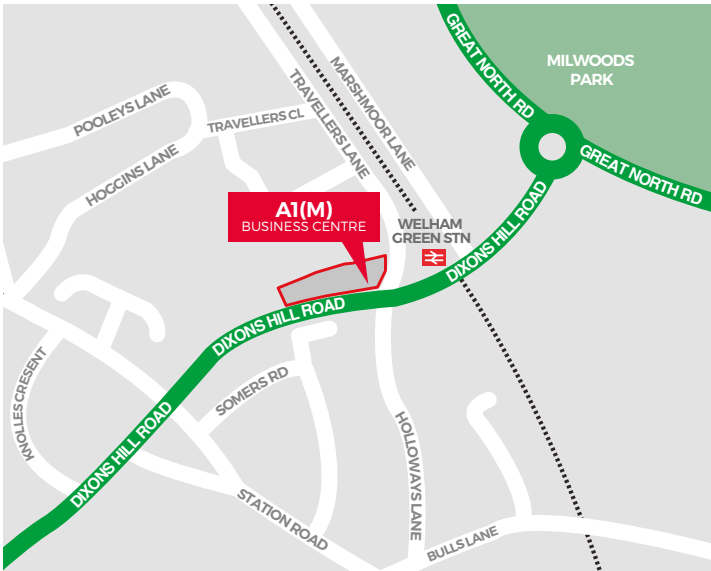 GREAT NORTH RD
MILWOODS
PARK
MARSHMOOR LANE
TRAVELLERS LANE
POOLEYS LANE
TRAVELLERS CL
GREAT NORTH RD
HOGGINS LANE
A1(M)
BUSINESS CENTRE
WELHAM
GREEN STN
DIXONS HILL ROAD
DIXONS HILL ROAD
KNOLLES CRESENT
SOMERS RD
DIXONS HILL ROAD
HOLLOWAYS LANE
STATION ROAD
BULLS LANE